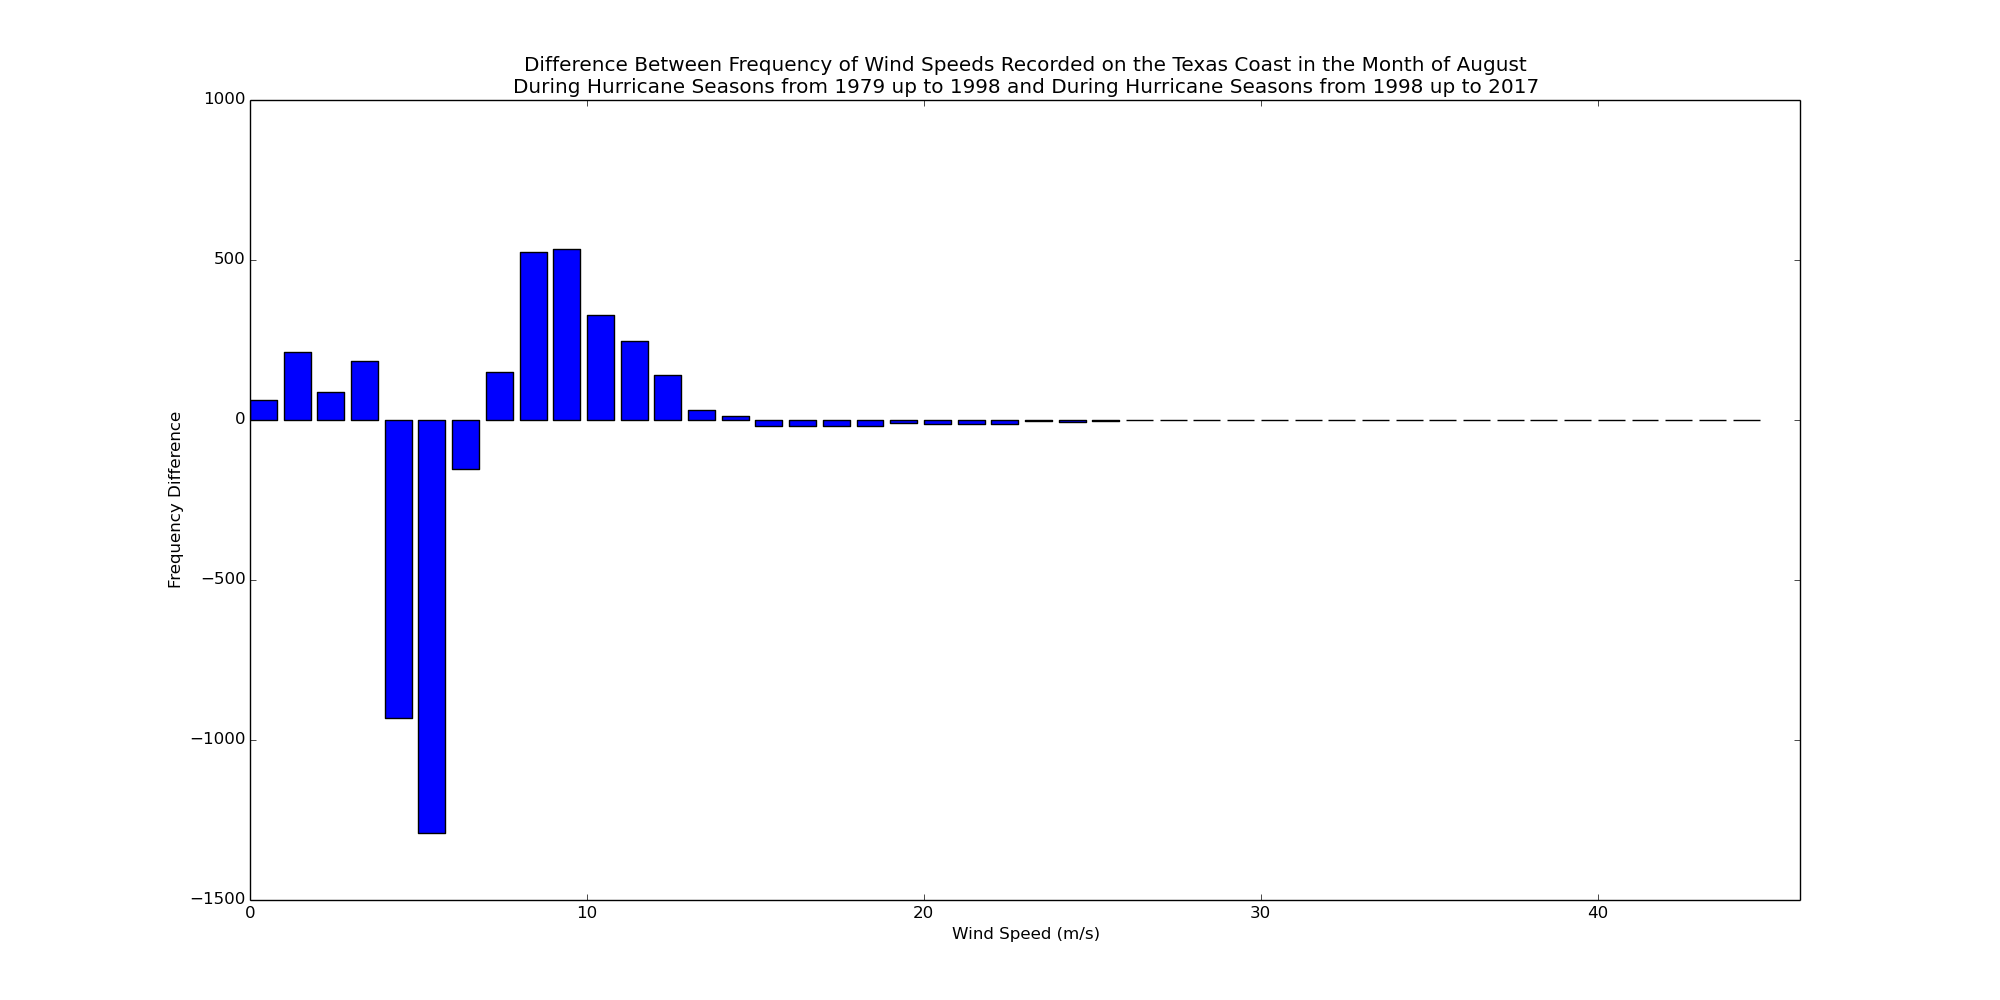 Difference Between Frequency of Wind Speeds Recorded on the Texas Coast in the Month of August
During Hurricane Seasons from 1979 up to 1998 and During Hurricane Seasons from 1998 up to 2017
1000
500
0
−500
−1000
−1500
Frequency Difference
0 10 20 30 40
Wind Speed (m/s)